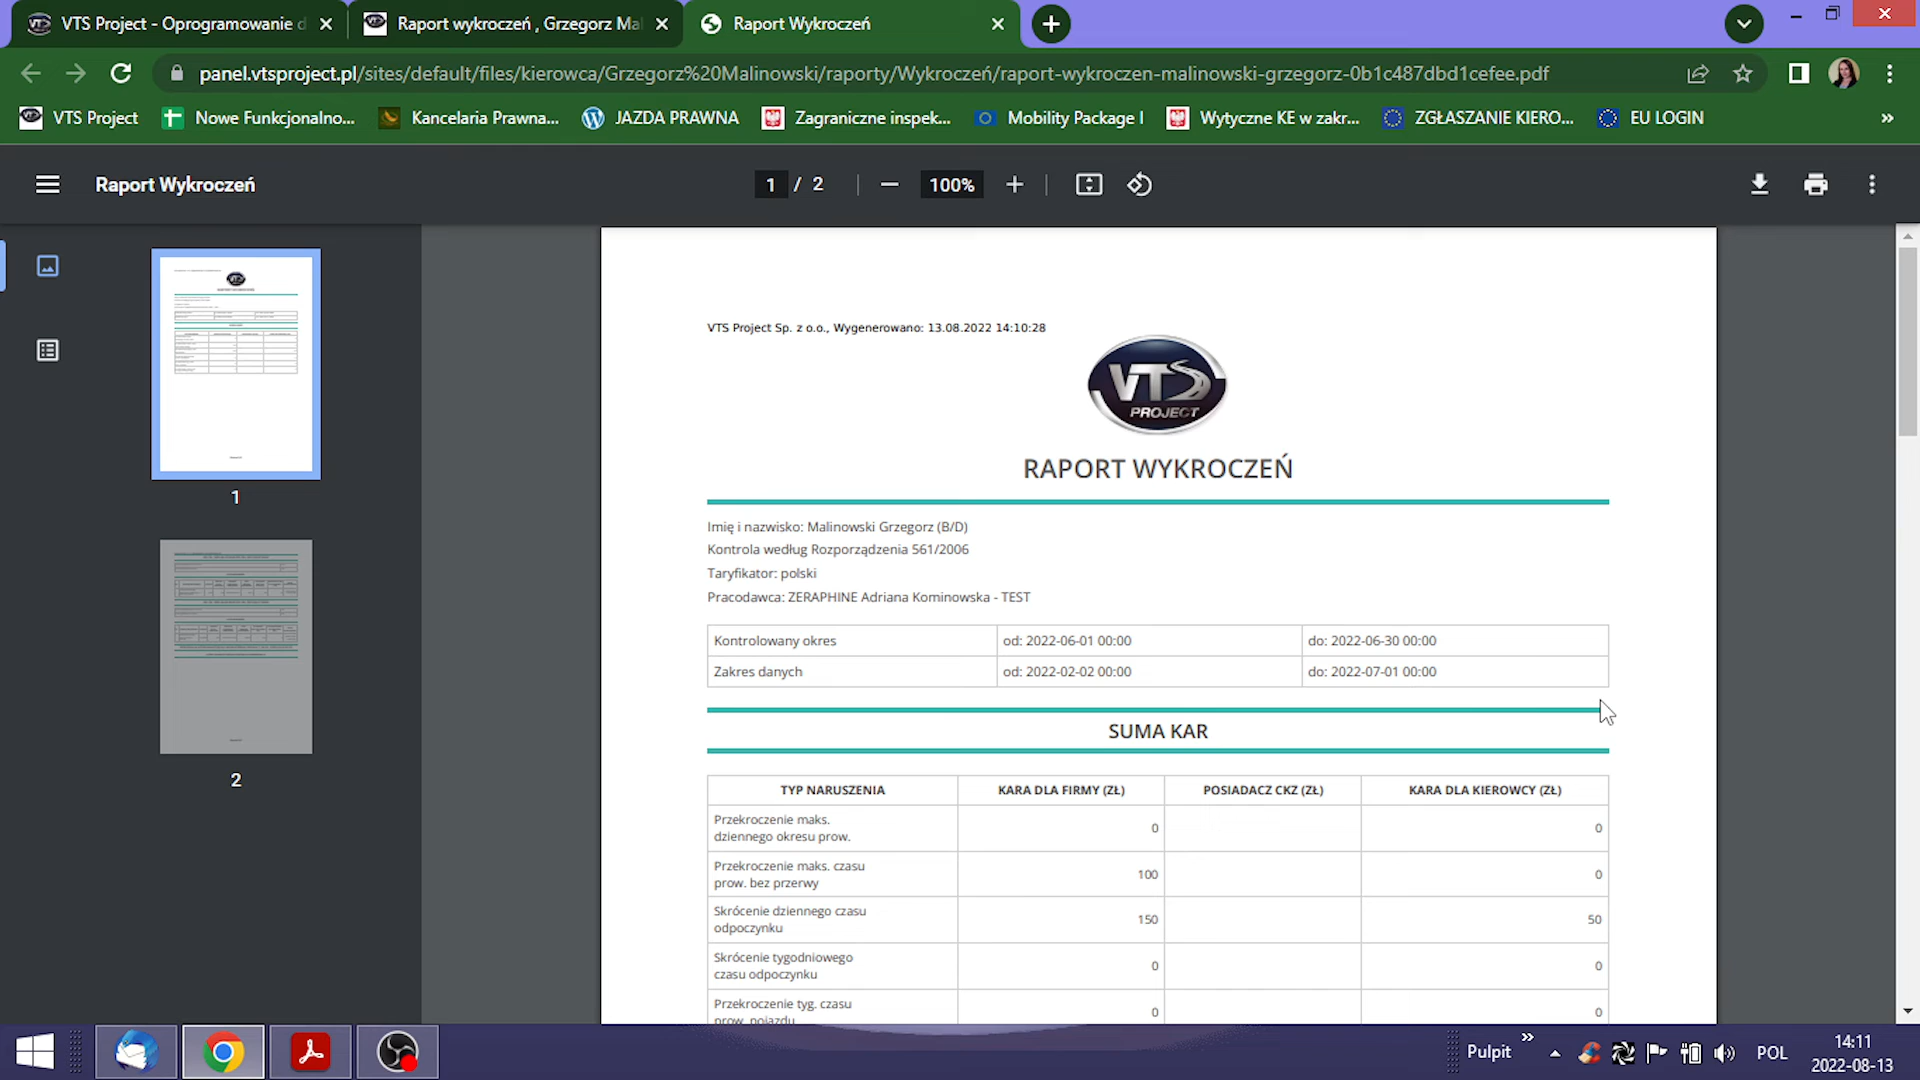 VTS Project - Oprogramowanie d
Raport wykroczeń , Grzegorz Mal
Raport Wykroczeń
panel.vtsproject.pl/sites/default/files/kierowca/Grzegorz%20Malinowski/raporty/Wykroczeń/raport-wykroczen-malinowski-grzegorz-0b1c487dbd1cefee.pdf
VTS Project
Nowe Funkcjonalno...
Kancelaria Prawna...
JAZDA PRAWNA
Zagraniczne inspek...
Mobility Package I
Wytyczne KE w zakr...
ZGŁASZANIE KIERO...
EU LOGIN
»
Raport Wykroczeń
1 / 2
100%
1
2
VTS Project Sp. z o.o., Wygenerowano: 13.08.2022 14:10:28
VTS
PROJECT
RAPORT WYKROCZEŃ
Imię i nazwisko: Malinowski Grzegorz (B/D)
Kontrola według Rozporządzenia 561/2006
Taryfikator: polski
Pracodawca: ZERAPHINE Adriana Kominowska - TEST
Kontrolowany okres od: 2022-06-01 00:00 do: 2022-06-30 00:00
Zakres danych od: 2022-02-02 00:00 do: 2022-07-01 00:00
SUMA KAR
TYP NARUSZENIA KARA DLA FIRMY (ZŁ) POSIADACZ CKZ (ZŁ) KARA DLA KIEROWCY (ZŁ)
Przekroczenie maks.
dziennego okresu prow. 0 0
Przekroczenie maks. czasu
prow. bez przerwy 100 0
Skrócenie dziennego czasu
odpoczynku 150 50
Skrócenie tygodniowego
czasu odpoczynku 0 0
Przekroczenie tyg. czasu
prow. pojazdu 0 0
Pulpit
»
POL
14:11
2022-08-13